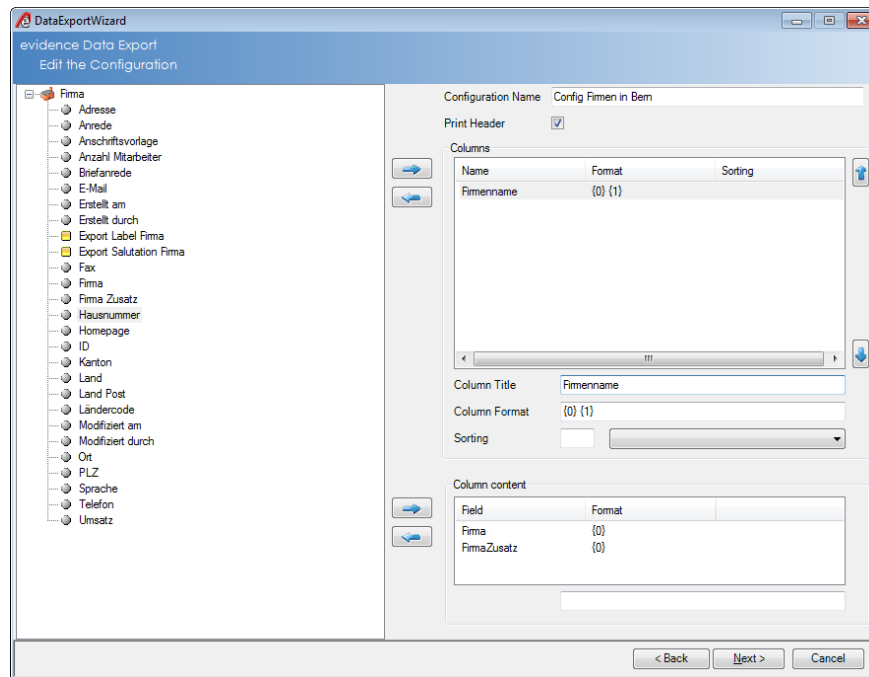 DataExportWizard
evidence Data Export
Edit the Configuration
Firma
Adresse
Anrede
Anschriftsvorlage
Anzahl Mitarbeiter
Briefanrede
E-Mail
Erstellt am
Erstellt durch
Export Label Firma
Export Salutation Firma
Fax
Firma
Firma Zusatz
Hausnummer
Homepage
ID
Kanton
Land
Land Post
Ländercode
Modifiziert am
Modifiziert durch
Ort
PLZ
Sprache
Telefon
Umsatz
Configuration Name Config Firmen in Bern
Print Header
Columns
Name Format Sorting
Firmenname {0} {1}
Column Title Firmenname
Column Format {0} {1}
Sorting
Column content
Field Format
Firma {0}
FirmaZusatz {0}
< Back Next > Cancel